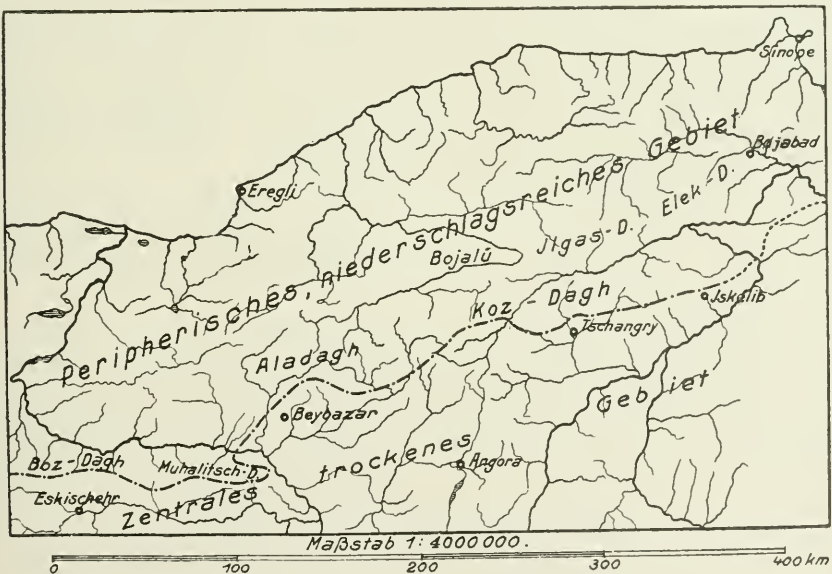 Sinope
Bojabad
Peripherisches, niederschlagsreiches Gebiet
Eregli
Elek-D.
Jlgas-D.
Bojalü
Koz-Dagh
Jskelib
Tschangry
Aladagh
Beybazar
Zentrales trockenes Gebiet
Angora
Boz-Dagh
Muhalitsch-D.
Eskischehr
Maßstab 1:4000000.
0 100 200 300 400 km